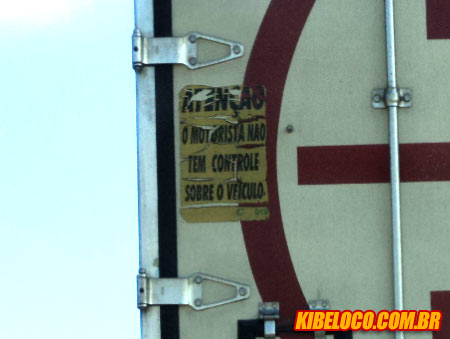 ATENÇÃO
O MOTORISTA NÃO
TEM CONTROLE
SOBRE O VEÍCULO.
KIBELOCO.COM.BR